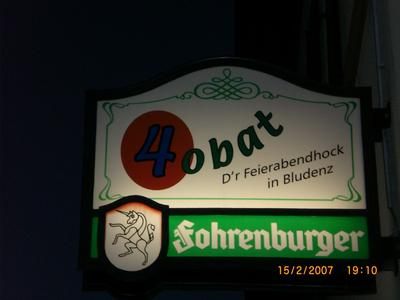 4obat
D'r Feierabendhock
in Bludenz
Fohrenburger
15/2/2007 19:10